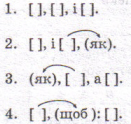 1. [ ], [ ], і [ ].
2. [ ], і [ ], (як).
3. (як), [ ], а [ ].
4. [ ], (щоб) : [ ].